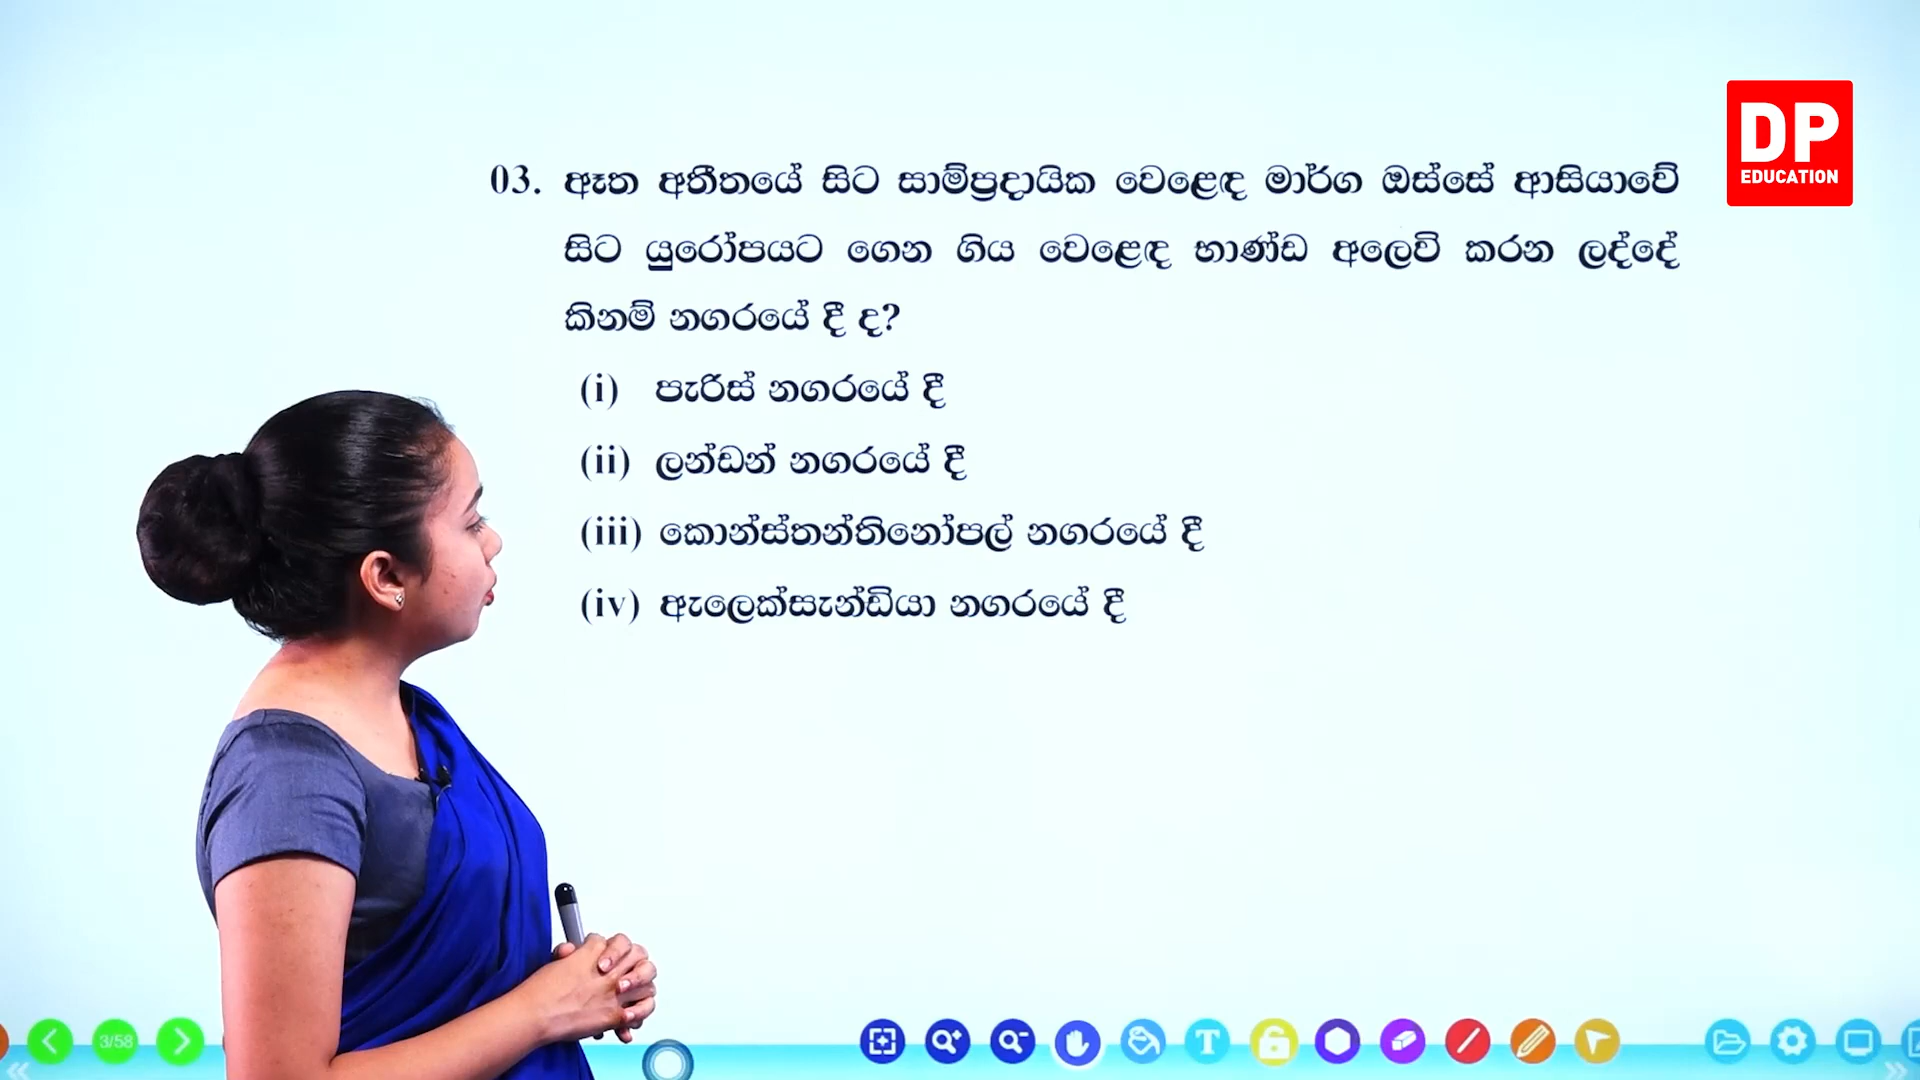 DP
EDUCATION
03. ඈත අතීතයේ සිට සාම්ප්‍රදායික වෙළෙඳ මාර්ග ඔස්සේ ආසියාවේ
සිට යුරෝපයට ගෙන ගිය වෙළෙඳ භාණ්ඩ අලෙවි කරන ලද්දේ
කිනම් නගරයේ දී ද?
(i) පැරිස් නගරයේ දී
(ii) ලන්ඩන් නගරයේ දී
(iii) කොන්ස්තන්තිනෝපල් නගරයේ දී
(iv) ඇලෙක්සැන්ඩියා නගරයේ දී
3/58
T